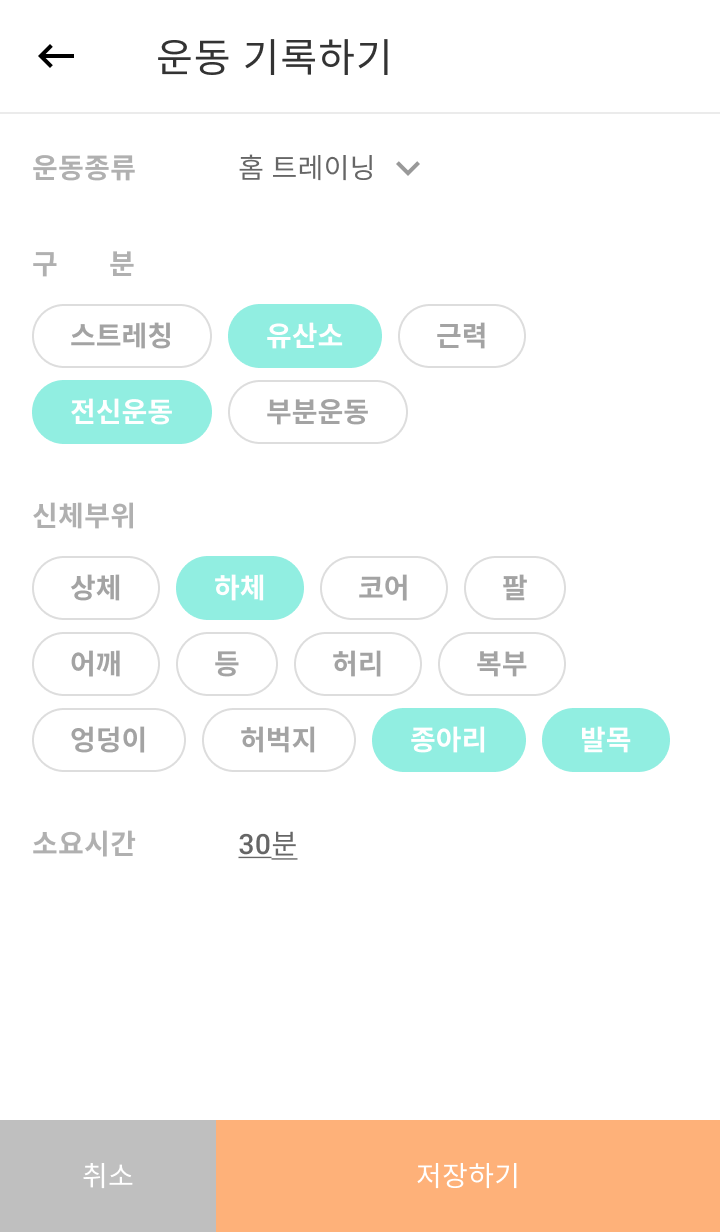 운동 기록하기
운동종류 홈 트레이닝
구 분
스트레칭 유산소 근력
전신운동 부분운동
신체부위
상체 하체 코어 팔
어깨 등 허리 복부
엉덩이 허벅지 종아리 발목
소요시간 30분
취소 저장하기